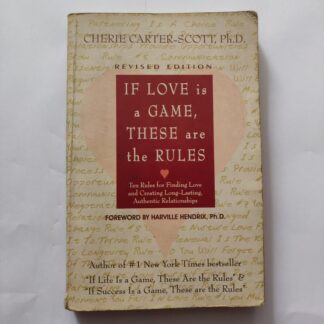 CHERIE CARTER-SCOTT, Ph.D.
REVISED EDITION
IF LOVE is
a GAME,
THESE are
the RULES
Ten Rules for Finding Love
and Creating Long-Lasting,
Authentic Relationships
FOREWORD BY HARVILLE HENDRIX, Ph.D.
Author of #1 New York Times bestseller
"If Life Is a Game, These Are the Rules" &
"If Success Is a Game, These are the Rules"